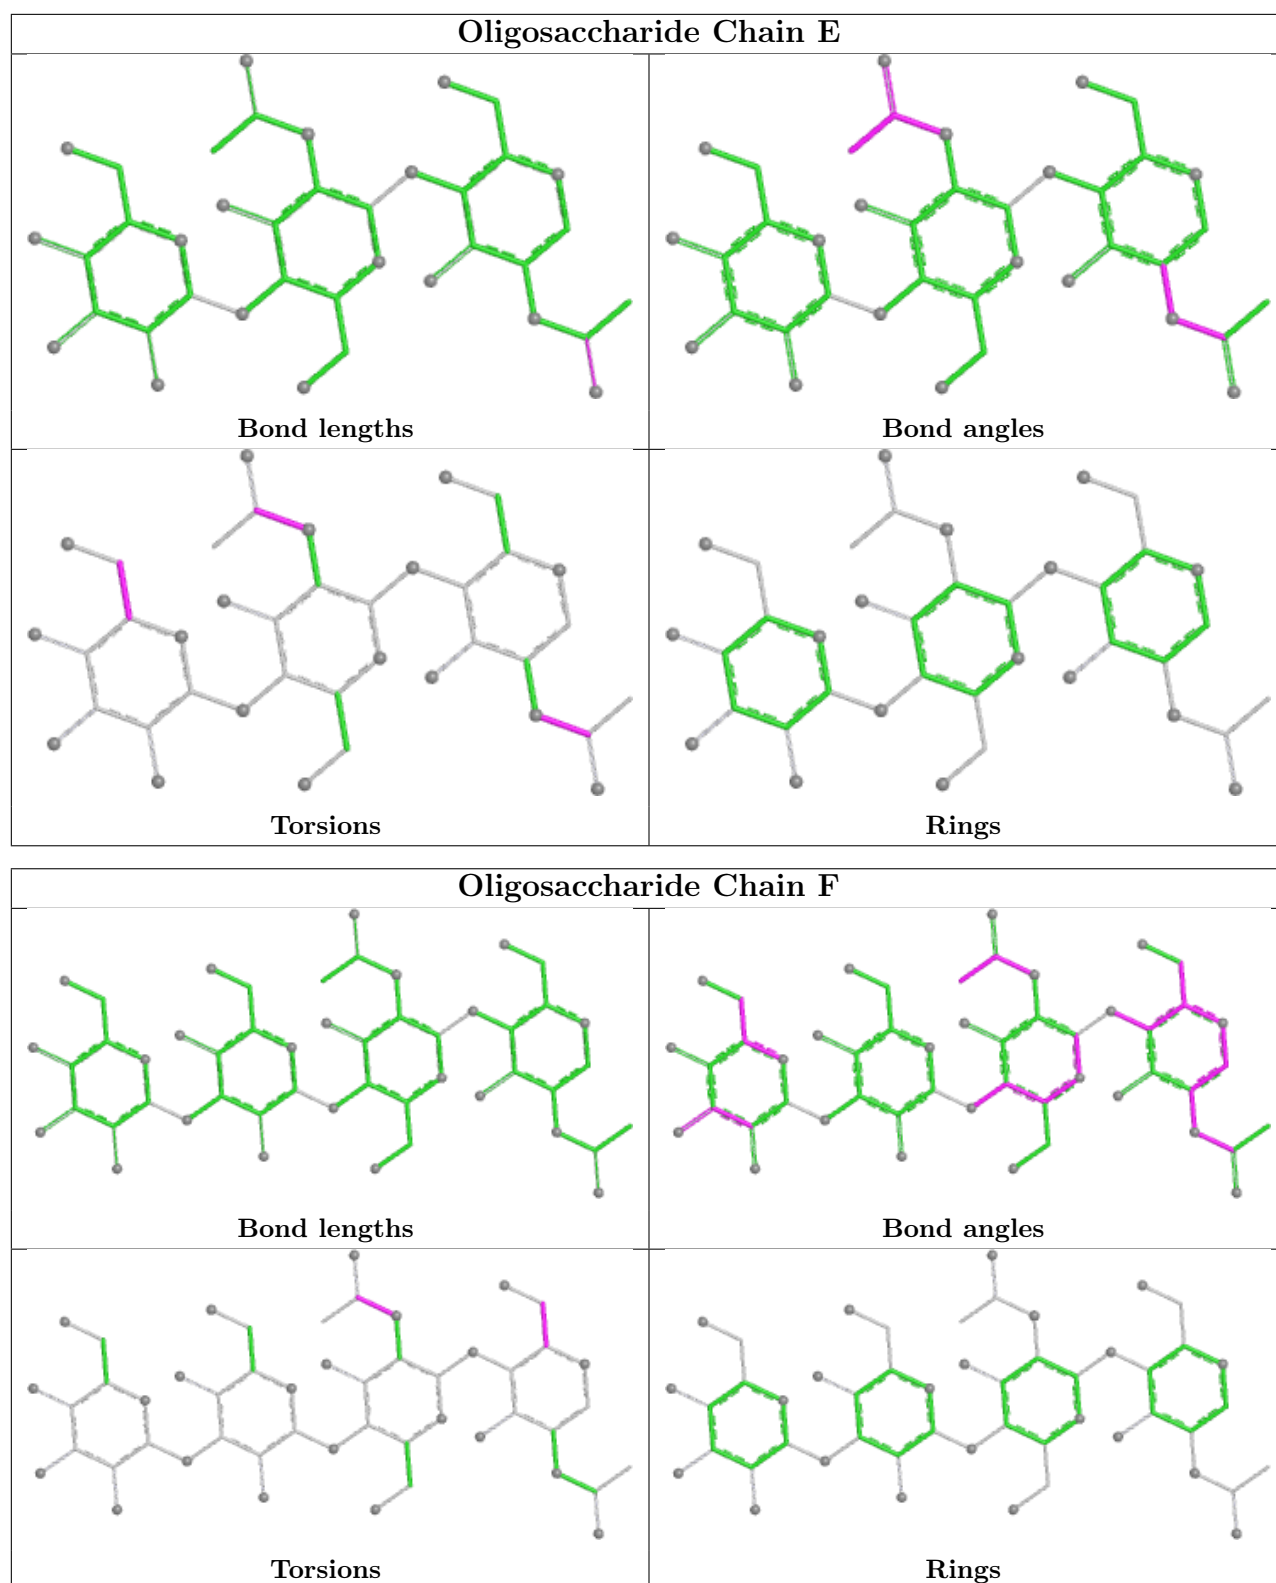 Oligosaccharide Chain E
Bond lengths
Bond angles
Torsions
Rings
Oligosaccharide Chain F
Bond lengths
Bond angles
Torsions
Rings